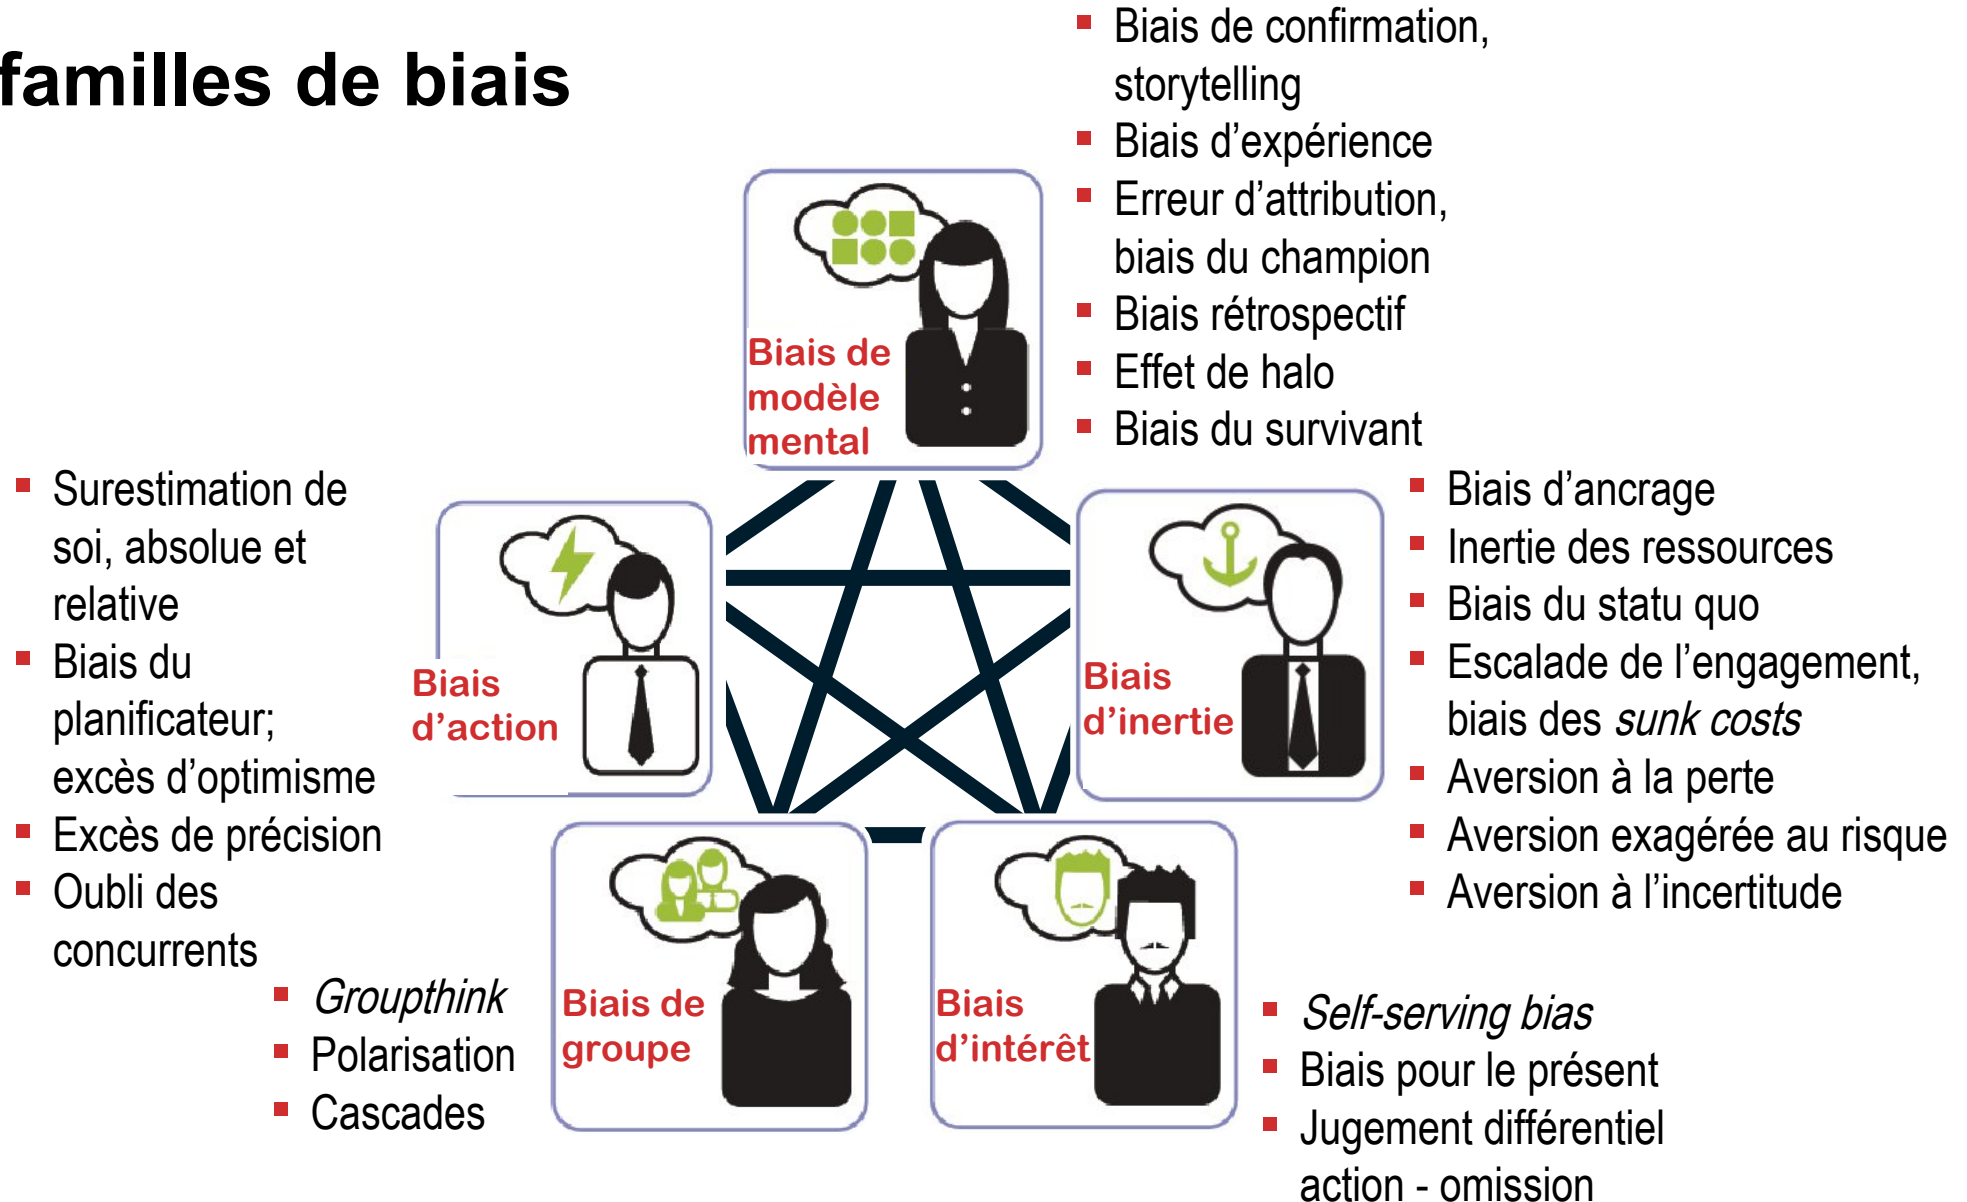 familles de biais
Biais de confirmation,
storytelling
Biais d’expérience
Erreur d’attribution,
biais du champion
Biais rétrospectif
Effet de halo
Biais du survivant
Biais de
modèle
mental
Surestimation de
soi, absolue et
relative
Biais du
planificateur;
excès d’optimisme
Excès de précision
Oubli des
concurrents
Biais
d’action
Biais
d’inertie
Biais d’ancrage
Inertie des ressources
Biais du statu quo
Escalade de l’engagement,
biais des sunk costs
Aversion à la perte
Aversion exagérée au risque
Aversion à l’incertitude
Groupthink
Polarisation
Cascades
Biais de
groupe
Biais
d’intérêt
Self-serving bias
Biais pour le présent
Jugement différentiel
action - omission